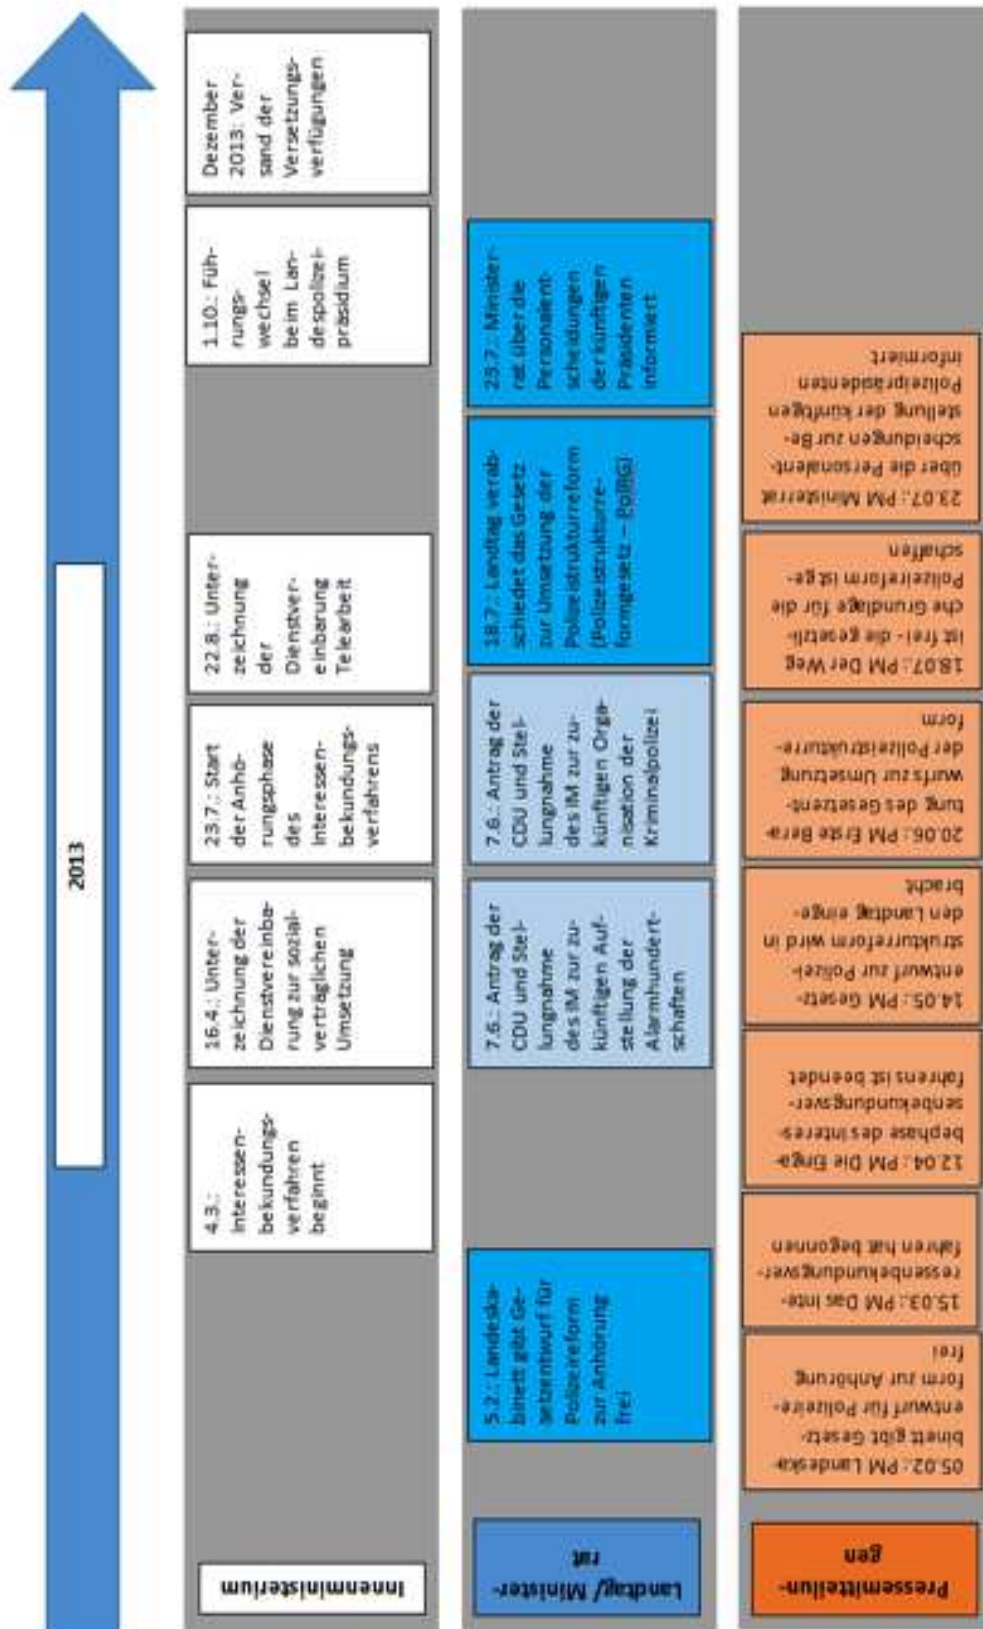 2013
Innenministerium
4.3.:
Interessen-
bekundungs-
verfahren
beginnt
16.4.: Unter-
zeichnung der
Dienstvereinba-
rung zur sozial-
verträglichen
Umsetzung
23.7.: Start
der Anhö-
rungsphase
des
Interessen-
bekundungs-
verfahrens
22.8.: Unter-
zeichnung
der
Dienstver-
einbarung
Telearbeit
1.10.: Füh-
rungs-
wechsel
beim Lan-
despolizei-
präsidium
Dezember
2013: Ver-
sand der
Versetzungs-
verfügungen
Landtag/ Minister-
rat
5.2.: Landeska-
binett gibt Ge-
setzentwurf für
Polizeireform
zur Anhörung
frei
7.6.: Antrag der
CDU und Stel-
lungnahme
des IM zur zu-
künftigen Auf-
stellung der
Alarmhundert-
schaften
7.6.: Antrag der
CDU und Stel-
lungnahme
des IM zur zu-
künftigen Orga-
nisation der
Kriminalpolizei
18.7.: Landtag verab-
schiedet das Gesetz
zur Umsetzung der
Polizeistrukturreform
(Polizeistrukturre-
formgesetz – PolRG)
23.7.: Minister-
rat über die
Personalent-
scheidungen
der künftigen
Präsidenten
informiert
Pressemitteilun-
gen
05.02.: PM Landeska-
binett gibt Gesetz-
entwurf für Polizeire-
form zur Anhörung
frei
15.03.: PM Das Inte-
ressenbekundungsver-
fahren hat begonnen
12.04.: PM Die Einga-
bephase des Interes-
senbekundungsver-
fahrens ist beendet
14.05.: PM Gesetz-
entwurf zur Polizei-
strukturreform wird in
den Landtag einge-
bracht
20.06.: PM Erste Bera-
tung des Gesetzent-
wurfs zur Umsetzung
der Polizeistrukturre-
form
18.07.: PM Der Weg
ist frei - die gesetzli-
che Grundlage für die
Polizeireform ist ge-
schaffen
23.07.: PM Ministerrat
über die Personalent-
scheidungen zur Be-
stellung der künftigen
Polizeipräsidenten
informiert